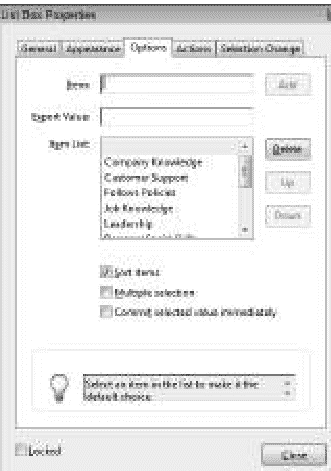 List Box Properties
General Appearance Options Actions Selection Change
Item: Add
Export Value:
Item List: Delete
Company Knowledge
Customer Support Up
Follows Policies
Job Knowledge Down
Leadership
Sort items
Multiple selection
Commit selected value immediately
Select an item in the list to make it the
default choice.
Locked Close